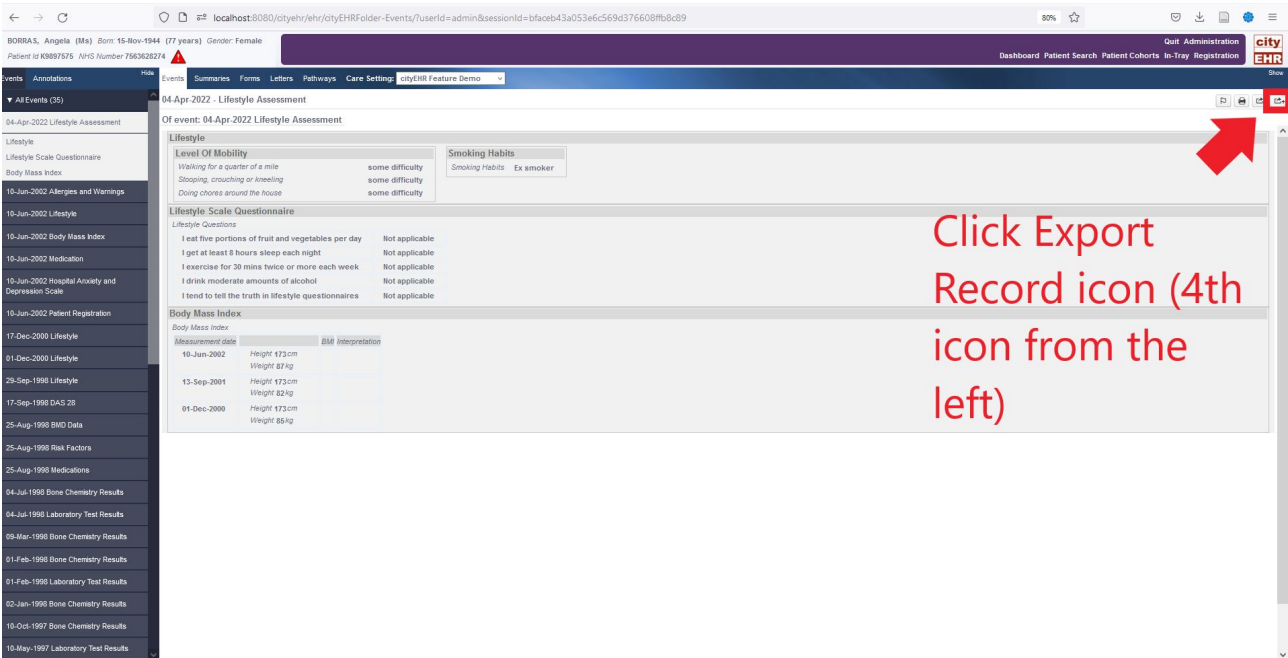 localhost:8080/cityehr/ehr/cityEHRFolder-Events/?userId=admin&sessionId=bfaceb43a053e6c569d376608ffb8c89
80%
BORRAS, Angela (Ms) Born: 15-Nov-1944 (77 years) Gender: Female
Patient Id K9897575 NHS Number 7563628274
Quit Administration
Dashboard Patient Search Patient Cohorts In-Tray Registration
city
EHR
Events Annotations Hide
Events Summaries Forms Letters Pathways Care Setting: cityEHR Feature Demo
Show
▼ All Events (35)
04-Apr-2022 Lifestyle Assessment
Lifestyle
Lifestyle Scale Questionnaire
Body Mass Index
10-Jun-2002 Allergies and Warnings
10-Jun-2002 Lifestyle
10-Jun-2002 Body Mass Index
10-Jun-2002 Medication
10-Jun-2002 Hospital Anxiety and
Depression Scale
10-Jun-2002 Patient Registration
17-Dec-2000 Lifestyle
01-Dec-2000 Lifestyle
29-Sep-1998 Lifestyle
17-Sep-1998 DAS 28
25-Aug-1998 BMD Data
25-Aug-1998 Risk Factors
25-Aug-1998 Medications
04-Jul-1998 Bone Chemistry Results
04-Jul-1998 Laboratory Test Results
09-Mar-1998 Bone Chemistry Results
01-Feb-1998 Bone Chemistry Results
01-Feb-1998 Laboratory Test Results
02-Jan-1998 Bone Chemistry Results
10-Oct-1997 Bone Chemistry Results
10-May-1997 Laboratory Test Results
04-Apr-2022 - Lifestyle Assessment
Of event: 04-Apr-2022 Lifestyle Assessment
Lifestyle
Level Of Mobility
Walking for a quarter of a mile some difficulty
Stooping, crouching or kneeling some difficulty
Doing chores around the house some difficulty
Smoking Habits
Smoking Habits Ex smoker
Lifestyle Scale Questionnaire
Lifestyle Questions
I eat five portions of fruit and vegetables per day Not applicable
I get at least 8 hours sleep each night Not applicable
I exercise for 30 mins twice or more each week Not applicable
I drink moderate amounts of alcohol Not applicable
I tend to tell the truth in lifestyle questionnaires Not applicable
Body Mass Index
Body Mass Index
Measurement date BMI Interpretation
10-Jun-2002 Height 173 cm
Weight 87 kg
13-Sep-2001 Height 173 cm
Weight 82 kg
01-Dec-2000 Height 173 cm
Weight 85 kg
Click Export
Record icon (4th
icon from the
left)